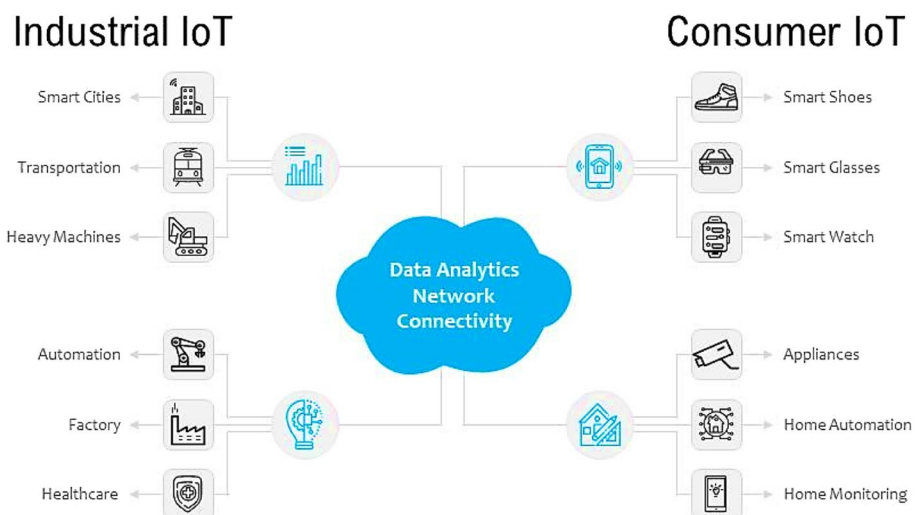 Industrial IoT
Consumer IoT
Smart Cities
Transportation
Heavy Machines
Automation
Factory
Healthcare
Data Analytics
Network
Connectivity
Smart Shoes
Smart Glasses
Smart Watch
Appliances
Home Automation
Home Monitoring